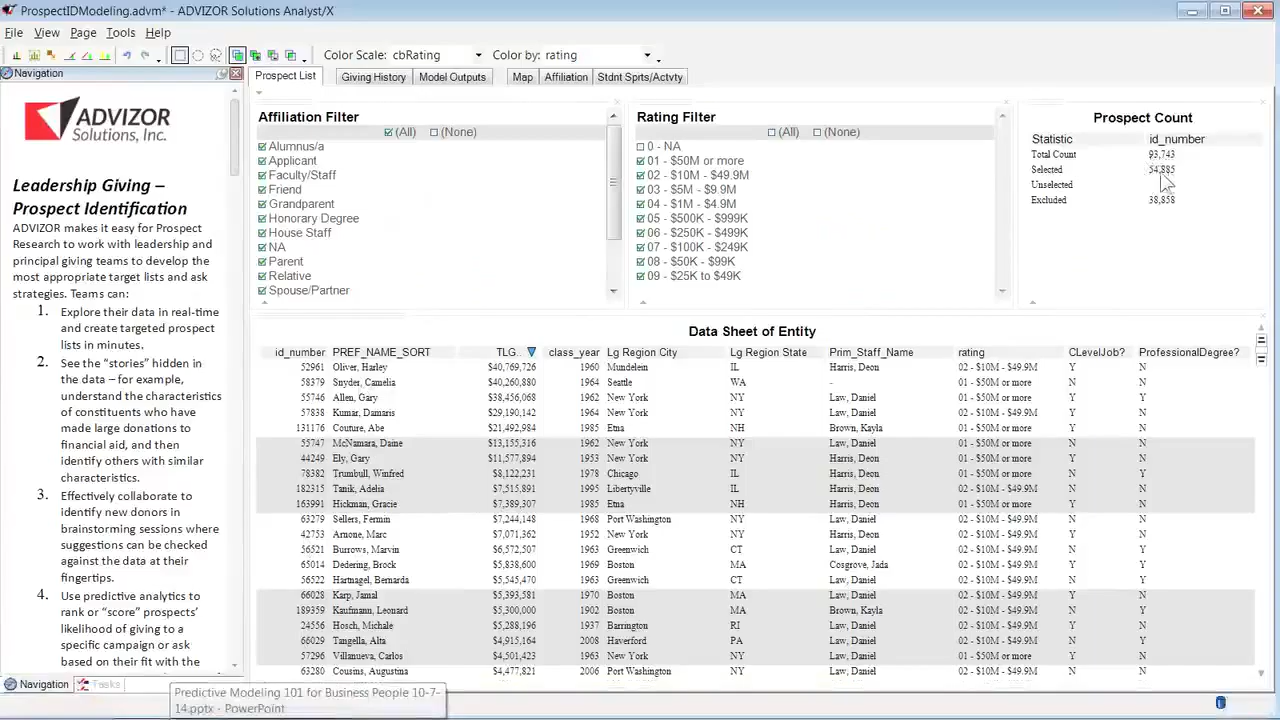 ProspectIDModeling.advm* - ADVIZOR Solutions Analyst/X
File View Page Tools Help
Color Scale: cbRating Color by: rating
Navigation
Prospect List Giving History Model Outputs Map Affiliation Stdnt Sprts/Actvty
ADVIZOR
Solutions, Inc.
Leadership Giving –
Prospect Identification
ADVIZOR makes it easy for Prospect
Research to work with leadership and
principal giving teams to develop the
most appropriate target lists and ask
strategies. Teams can:
1. Explore their data in real-time
and create targeted prospect
lists in minutes.
2. See the “stories” hidden in
the data – for example,
understand the characteristics
of constituents who have
made large donations to
financial aid, and then
identify others with similar
characteristics.
3. Effectively collaborate to
identify new donors in
brainstorming sessions where
suggestions can be checked
against the data at their
fingertips.
4. Use predictive analytics to
rank or “score” prospects’
likelihood of giving to a
specific campaign or ask
based on their fit with the
Affiliation Filter
(All) (None)
Alumnus/a
Applicant
Faculty/Staff
Friend
Grandparent
Honorary Degree
House Staff
NA
Parent
Relative
Spouse/Partner
Rating Filter
(All) (None)
0 - NA
01 - $50M or more
02 - $10M - $49.9M
03 - $5M - $9.9M
04 - $1M - $4.9M
05 - $500K - $999K
06 - $250K - $499K
07 - $100K - $249K
08 - $50K - $99K
09 - $25K to $49K
Prospect Count
Statistic id_number
Total Count 93,743
Selected 54,885
Unselected
Excluded 38,858
Data Sheet of Entity
id_number PREF_NAME_SORT TLG... class_year Lg Region City Lg Region State Prim_Staff_Name rating CLevelJob? ProfessionalDegree?
52961 Oliver, Harley $40,769,726 1960 Mundelein IL Harris, Deon 02 - $10M - $49.9M Y N
58379 Snyder, Camelia $40,260,880 1964 Seattle WA - 01 - $50M or more N N
55746 Allen, Gary $38,456,068 1962 New York NY Law, Daniel 01 - $50M or more Y Y
57838 Kumar, Damaris $29,190,142 1964 New York NY Law, Daniel 02 - $10M - $49.9M N Y
131176 Couture, Abe $21,492,984 1985 Etna NH Brown, Kayla 01 - $50M or more Y N
55747 McNamara, Daine $13,155,316 1962 New York NY Law, Daniel 01 - $50M or more N N
44249 Ely, Gary $11,577,894 1953 New York NY Harris, Deon 01 - $50M or more Y N
78382 Trumbull, Winfred $8,122,231 1978 Chicago IL Harris, Deon 01 - $50M or more N Y
182315 Tanik, Adelia $7,515,891 1995 Libertyville IL Harris, Deon 02 - $10M - $49.9M N N
163991 Hickman, Gracie $7,389,307 1985 Etna NH Harris, Deon 01 - $50M or more N Y
63279 Sellers, Fermin $7,244,148 1968 Port Washington NY Law, Daniel 02 - $10M - $49.9M N N
42753 Arnone, Marc $7,071,362 1952 New York NY Harris, Deon 02 - $10M - $49.9M Y N
56521 Burrows, Marvin $6,572,507 1963 Greenwich CT Law, Daniel 02 - $10M - $49.9M Y Y
65014 Dedering, Brock $5,838,600 1969 Boston MA Cosgrove, Jada 02 - $10M - $49.9M Y N
56522 Hartnagel, Bernarda $5,545,470 1963 Greenwich CT Law, Daniel 02 - $10M - $49.9M N N
66028 Karp, Jamal $5,393,581 1970 Boston MA Law, Daniel 02 - $10M - $49.9M Y N
189359 Kaufmann, Leonard $5,300,000 1902 Boston MA Brown, Kayla 02 - $10M - $49.9M Y Y
24556 Hosch, Michale $5,288,196 1937 Barrington RI Law, Daniel 02 - $10M - $49.9M Y N
66029 Tangella, Alta $4,915,164 2008 Haverford PA Law, Daniel 02 - $10M - $49.9M N Y
57296 Villanueva, Carlos $4,501,423 1963 New York NY Law, Daniel 02 - $10M - $49.9M N N
63280 Cousins, Augustina $4,477,821 2006 Port Washington NY Law, Daniel 02 - $10M - $49.9M Y N
Navigation Tasks
Predictive Modeling 101 for Business People 10-7-
14.pptx - PowerPoint